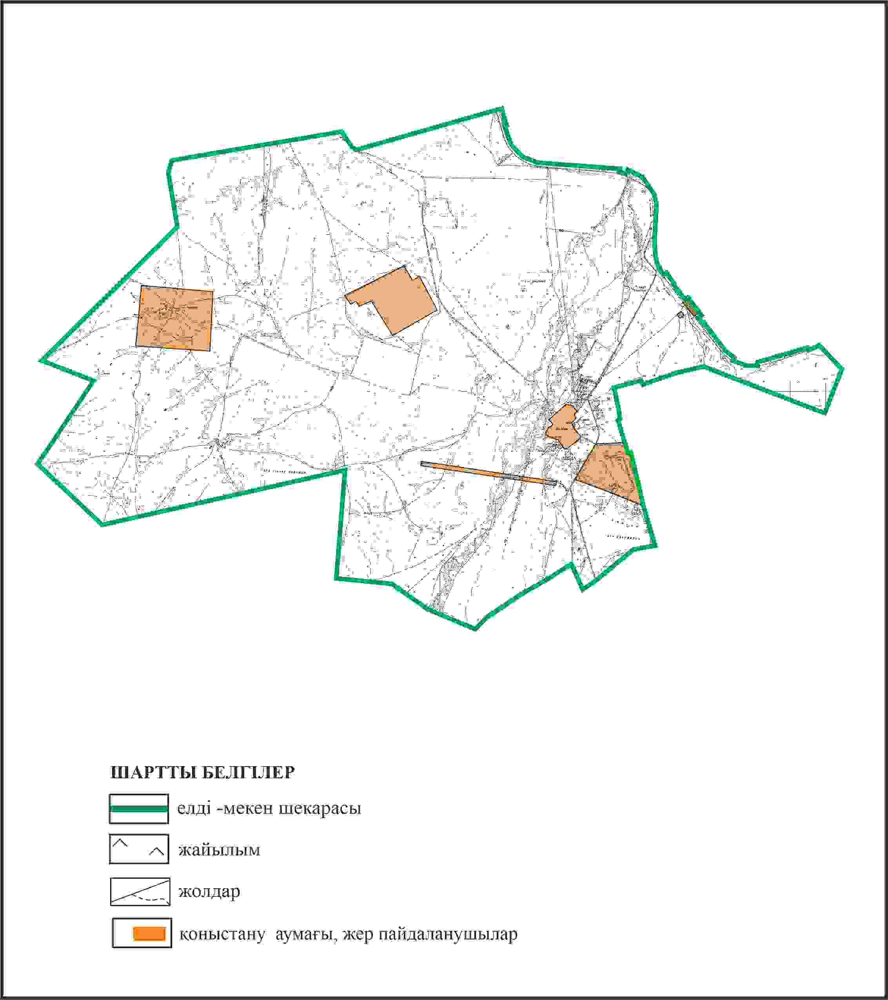 ШАРТТЫ БЕЛГІЛЕР
елді -мекен шекарасы
жайылым
жолдар
қоныстану аумағы, жер пайдаланушылар